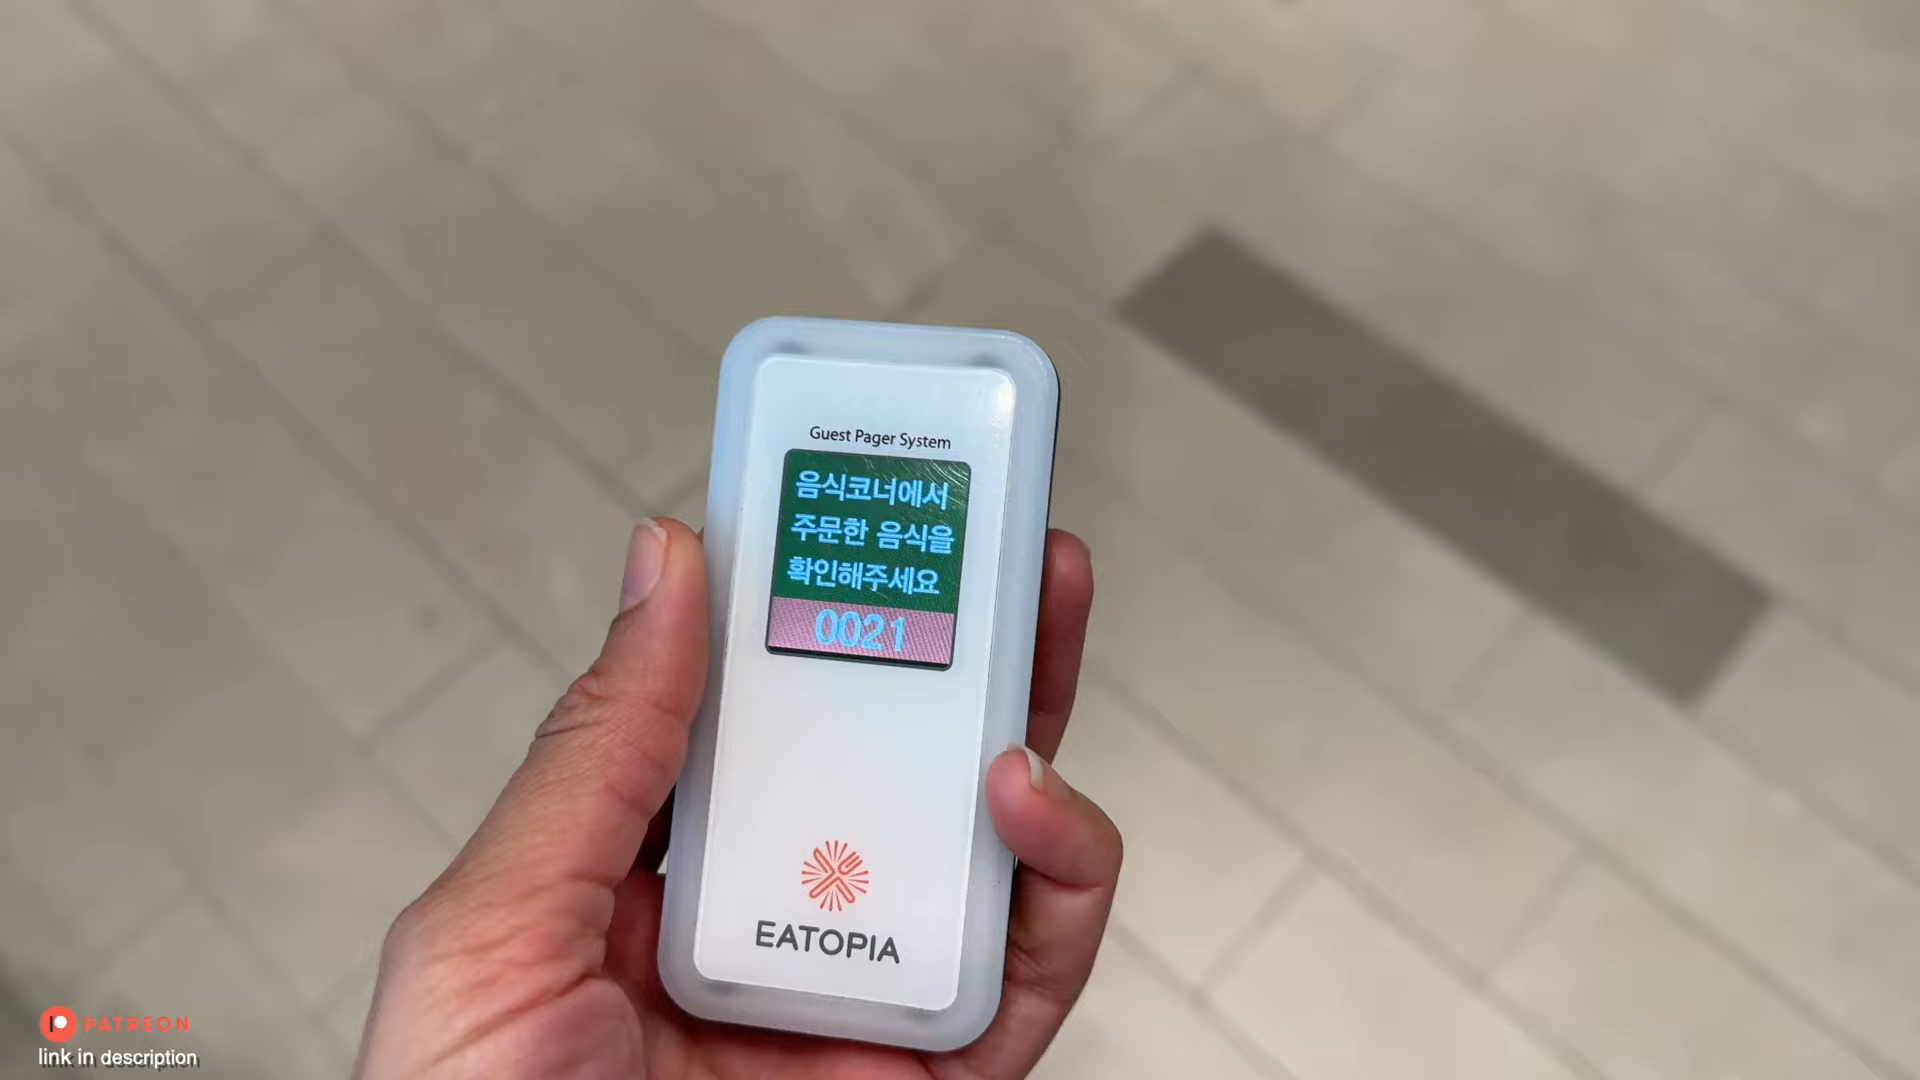 Guest Pager System
음식코너에서
주문한 음식을
확인해주세요
0021
EATOPIA
PATREON
link in description